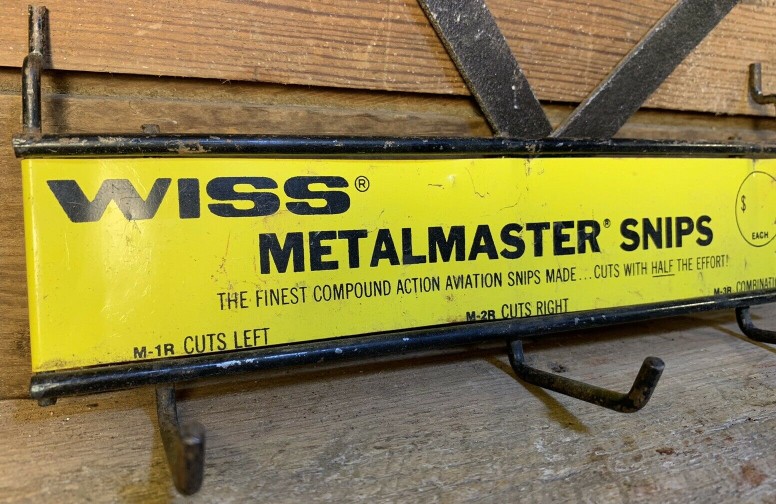 WISS®
METALMASTER® SNIPS
$
EACH
THE FINEST COMPOUND ACTION AVIATION SNIPS MADE...CUTS WITH HALF THE EFFORT!
M-1R CUTS LEFT
M-2R CUTS RIGHT
M-3R